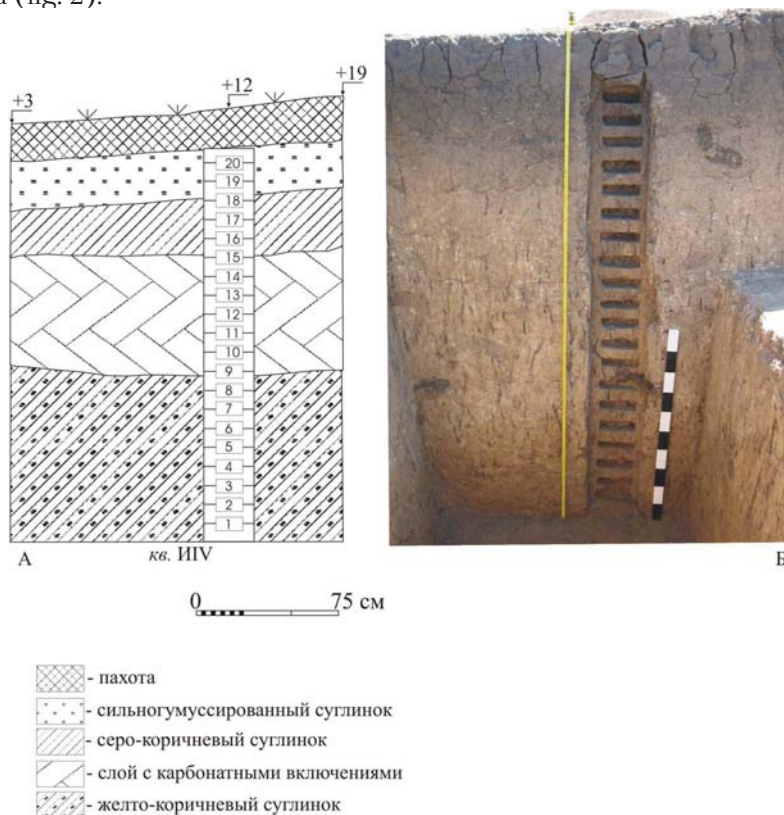 (fig. 2).
+3
+12
+19
20
19
18
17
16
15
14
13
12
11
10
9
8
7
6
5
4
3
2
1
А
кв. ИIV
Б
0 75 см
- пахота
- сильногумуссированный суглинок
- серо-коричневый суглинок
- слой с карбонатными включениями
- желто-коричневый суглинок